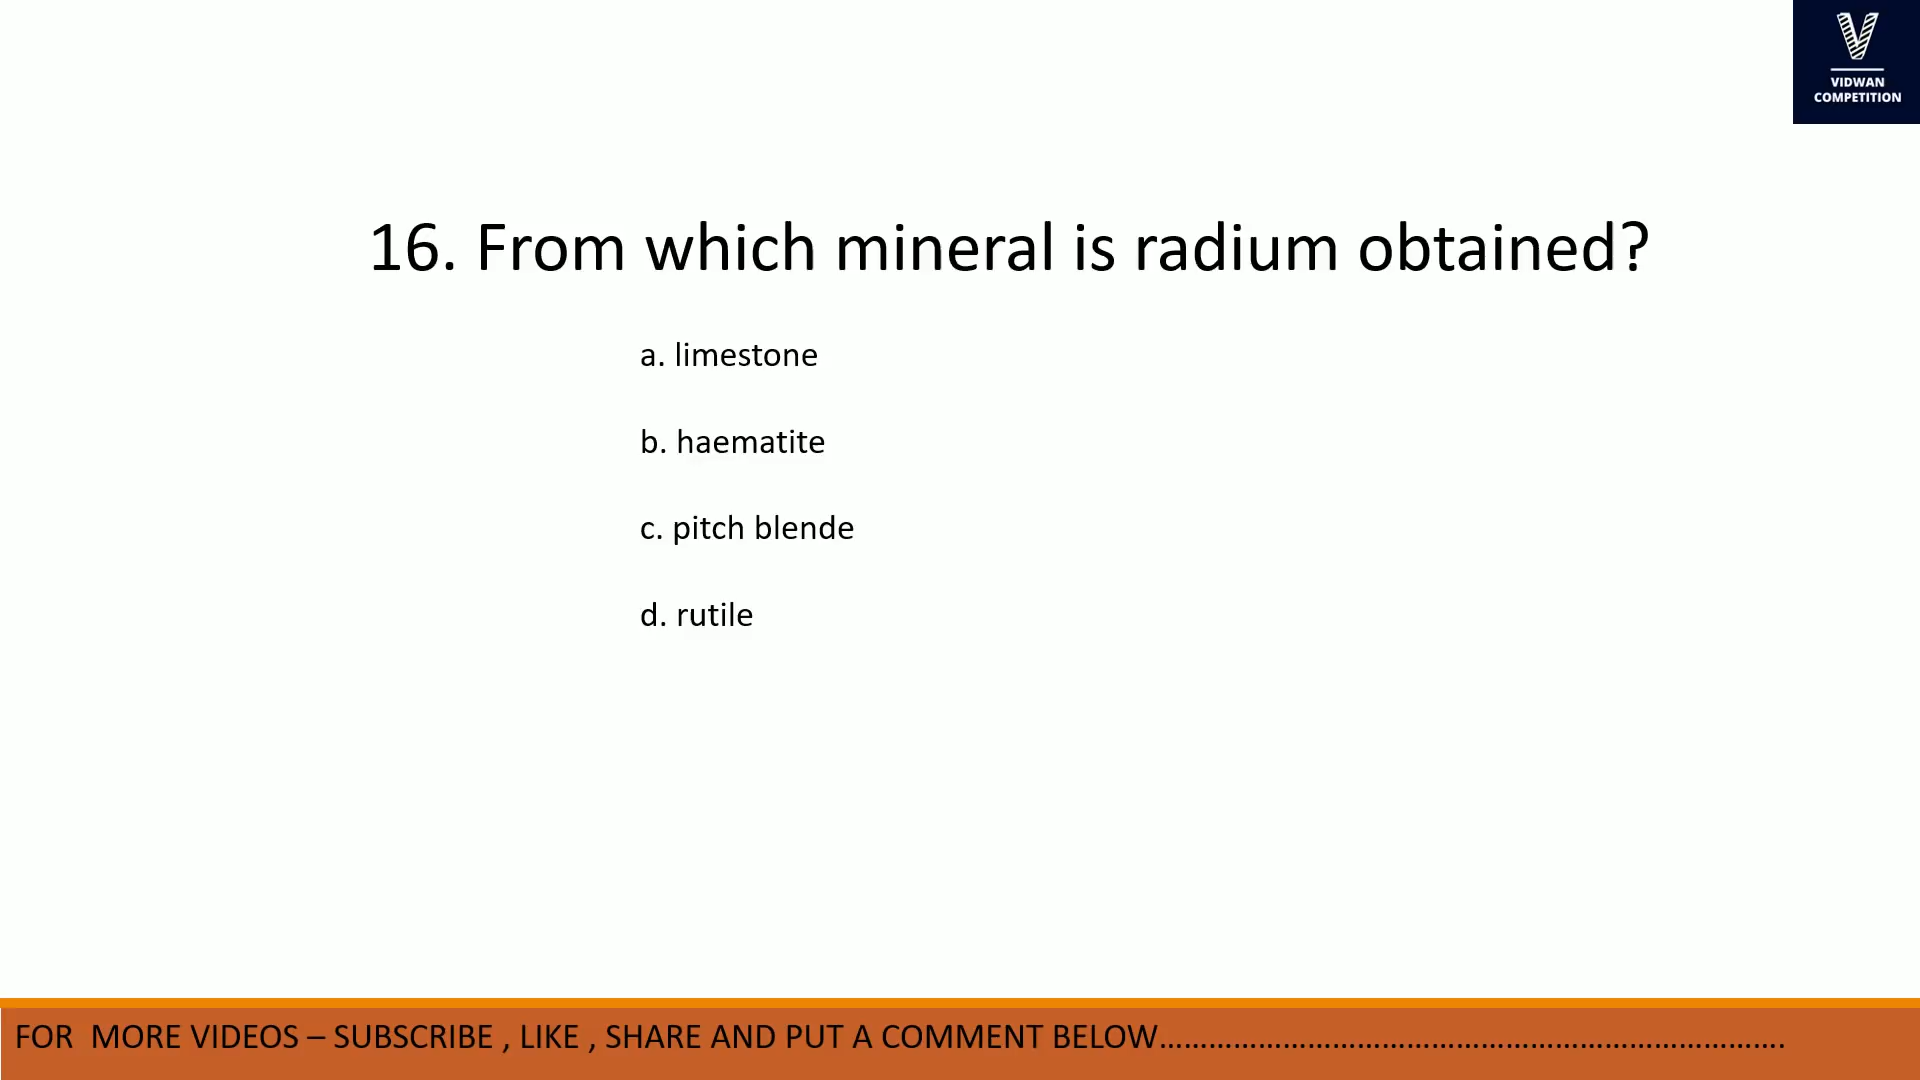 VIDWAN
COMPETITION
16. From which mineral is radium obtained?
a. limestone
b. haematite
c. pitch blende
d. rutile
FOR  MORE VIDEOS – SUBSCRIBE , LIKE , SHARE AND PUT A COMMENT BELOW………………………………………………………………….